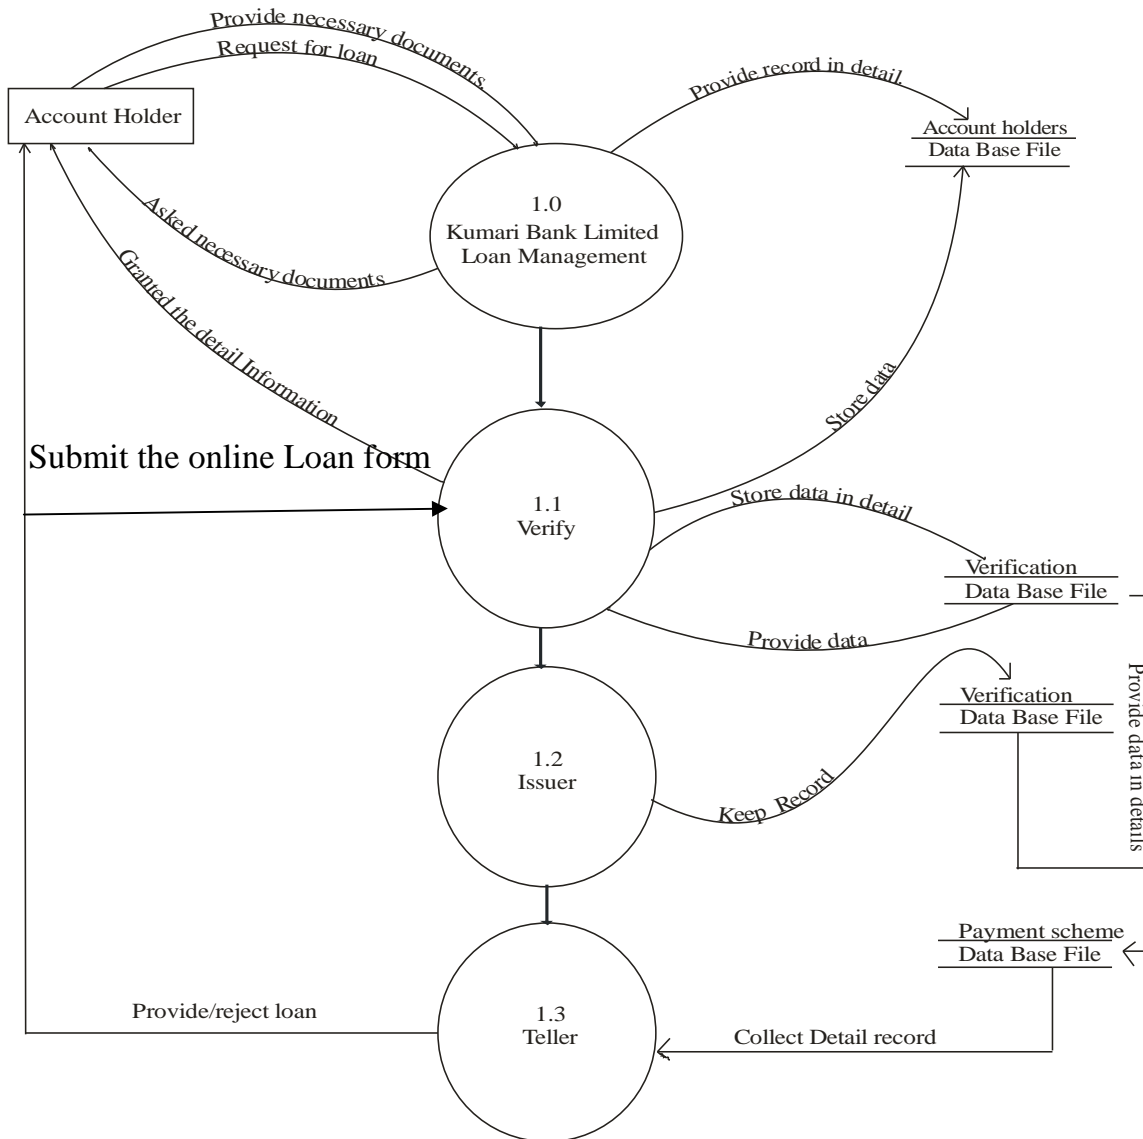 Provide necessary documents.
Request for loan
Provide record in detail.
Account Holder
Account holders
Data Base File
1.0
Kumari Bank Limited
Loan Management
Asked necessary documents
Granted the detail Information
Store data
Submit the online Loan form
1.1
Verify
Store data in detail
Verification
Data Base File
Provide data
Provide data in details
Verification
Data Base File
1.2
Issuer
Keep Record
Payment scheme
Data Base File
1.3
Teller
Provide/reject loan
Collect Detail record